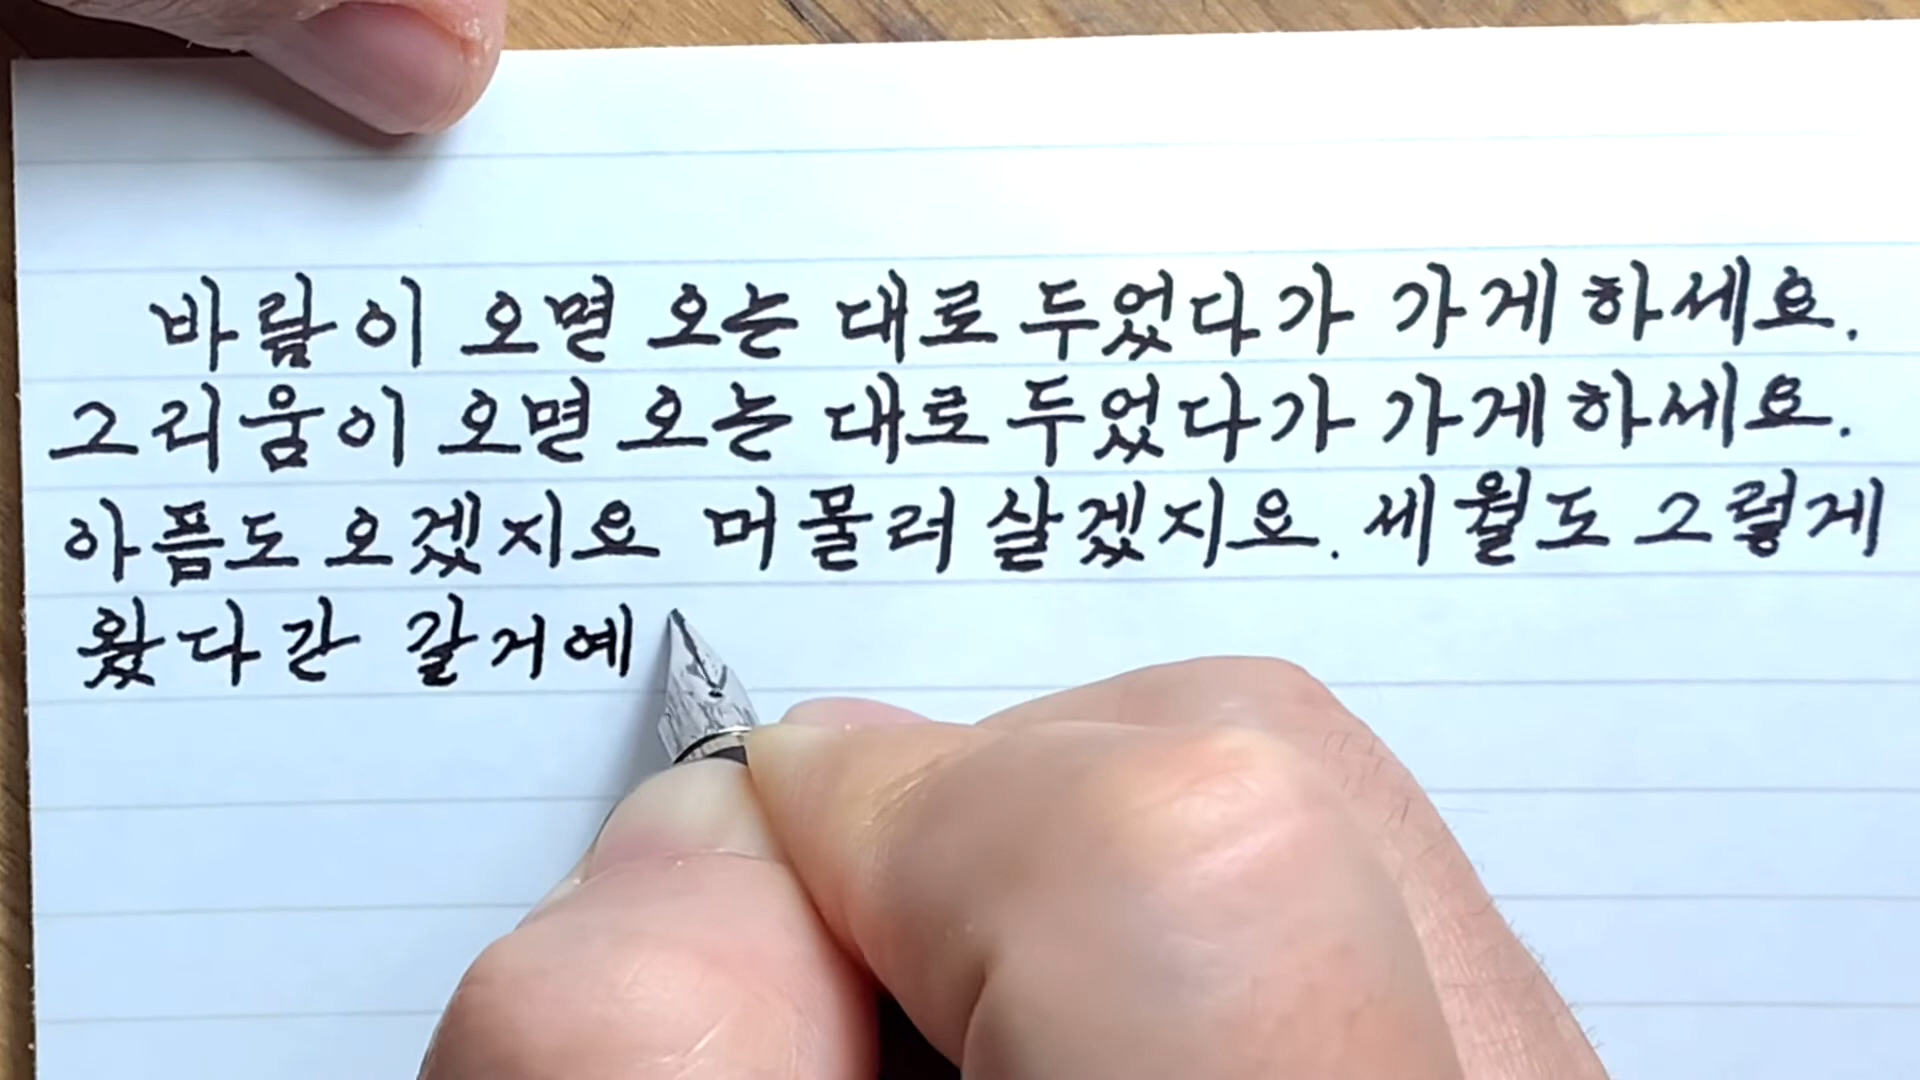 바람이 오면 오는 대로 두었다가 가게 하세요.
그리움이 오면 오는 대로 두었다가 가게 하세요.
아픔도 오겠지요 머물러 살겠지요. 세월도 그렇게
왔다간 갈거예